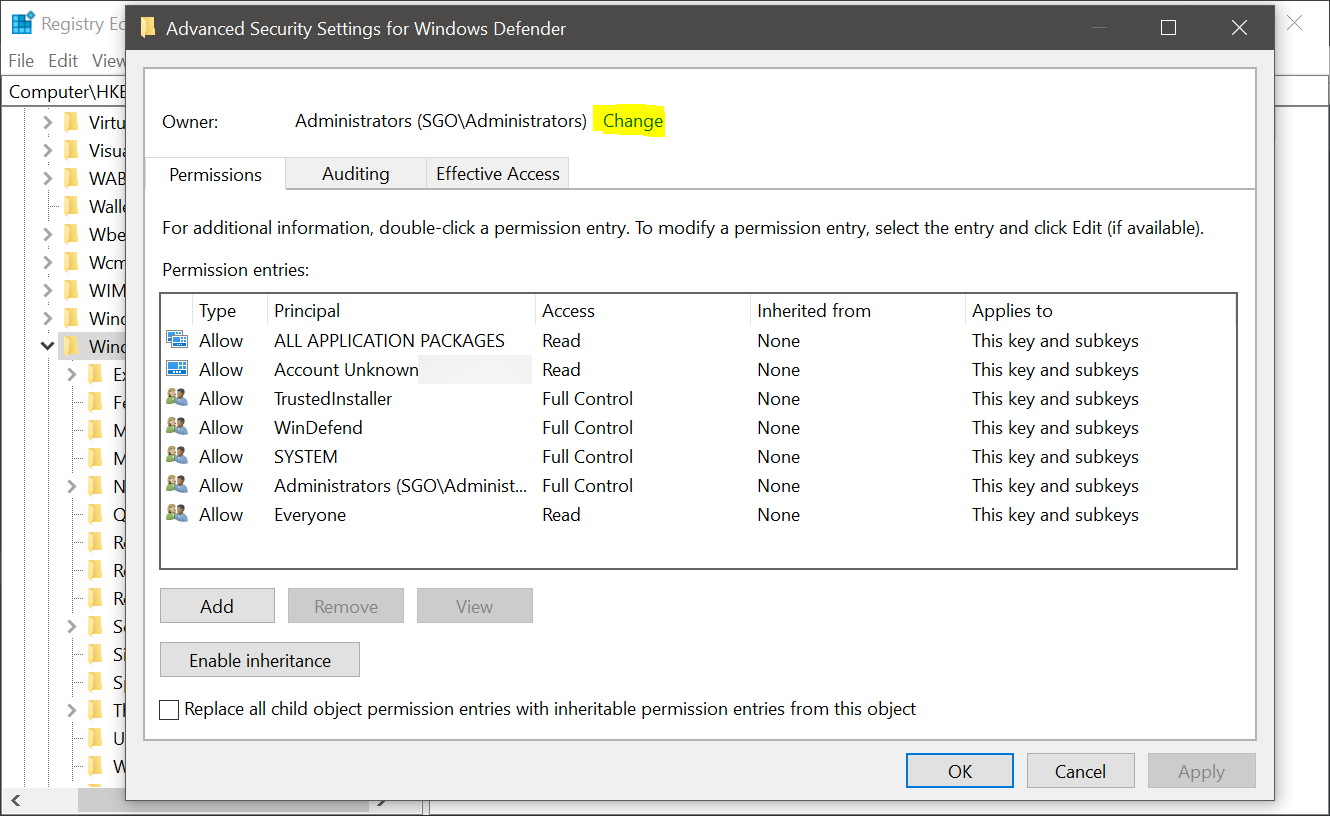 Registry Ed
Advanced Security Settings for Windows Defender
File Edit View
Computer\HKE
Owner: Administrators (SGO\Administrators) Change
Permissions Auditing Effective Access
For additional information, double-click a permission entry. To modify a permission entry, select the entry and click Edit (if available).
Permission entries:
Type Principal Access Inherited from Applies to
Allow ALL APPLICATION PACKAGES Read None This key and subkeys
Allow Account Unknown Read None This key and subkeys
Allow TrustedInstaller Full Control None This key and subkeys
Allow WinDefend Full Control None This key and subkeys
Allow SYSTEM Full Control None This key and subkeys
Allow Administrators (SGO\Administ... Full Control None This key and subkeys
Allow Everyone Read None This key and subkeys
Add Remove View
Enable inheritance
Replace all child object permission entries with inheritable permission entries from this object
OK Cancel Apply
Virtu
Visua
WAB
Walle
Wbe
Wcm
WIM
Wind
Wind
Ex
Fe
M
M
N
Q
Re
Re
Re
Se
Si
Sp
Th
U
W